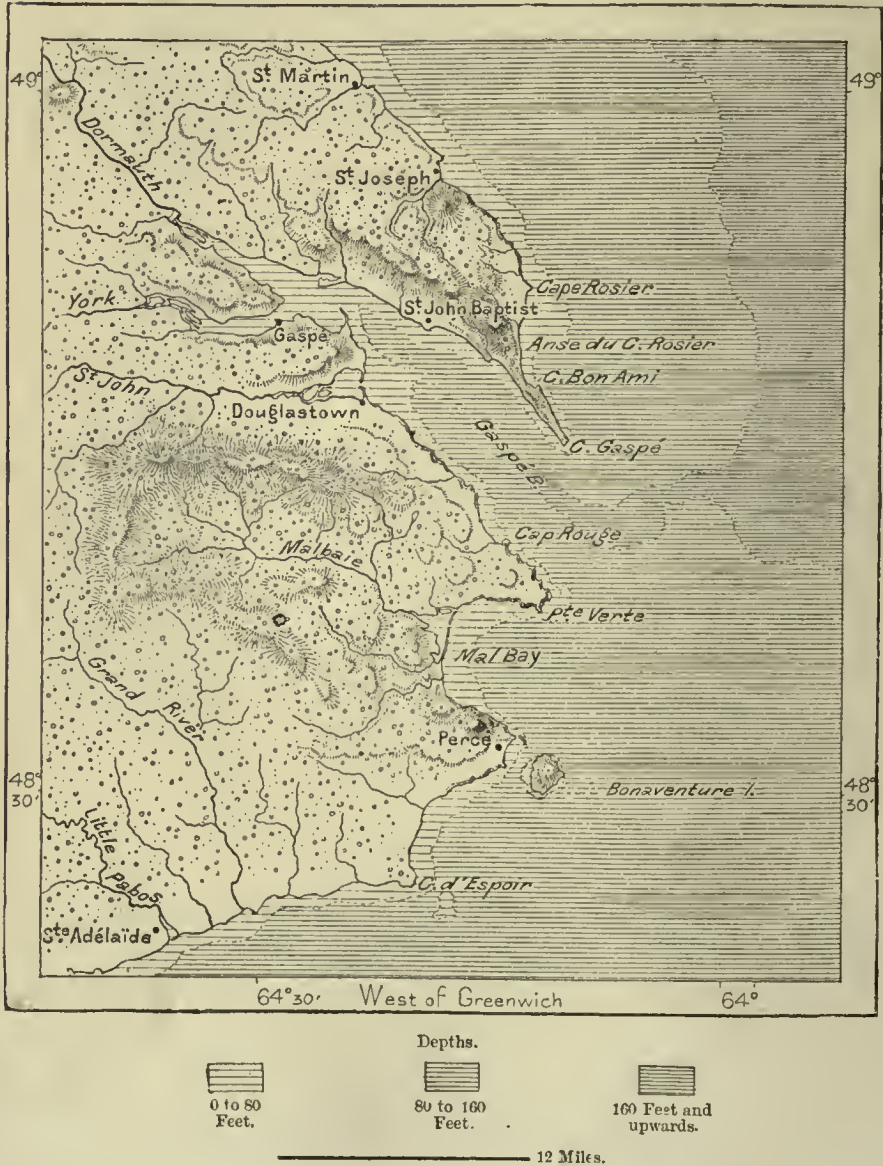 49°
49°
St Martin
Dormouth
St Joseph
Cape Rosier
York
St John Baptist
Gaspé
Anse du C. Rosier
C. Bon Ami
St John
Douglastown
Gaspé B.
C. Gaspé
Cap Rouge
Malbaie
Pte Verte
Mal Bay
Grand River
Percé
48°
30'
48°
30'
Bonaventure I.
Little Pabos
C. d'Espoir
Ste Adélaïde
64° 30'
West of Greenwich
64°
Depths.
0 to 80
Feet.
80 to 160
Feet.
160 Feet and
upwards.
12 Miles.